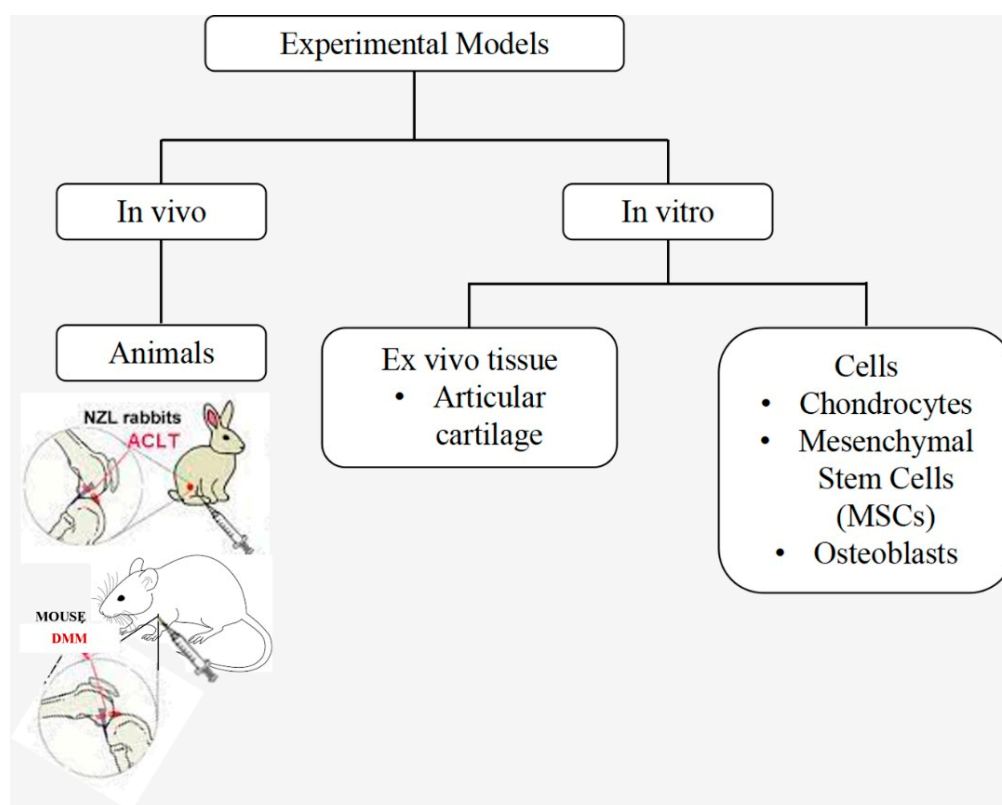 Experimental Models
In vivo
In vitro
Animals
Ex vivo tissue
• Articular
cartilage
Cells
• Chondrocytes
• Mesenchymal
Stem Cells
(MSCs)
• Osteoblasts
NZL rabbits
ACLT
MOUSE
DMM